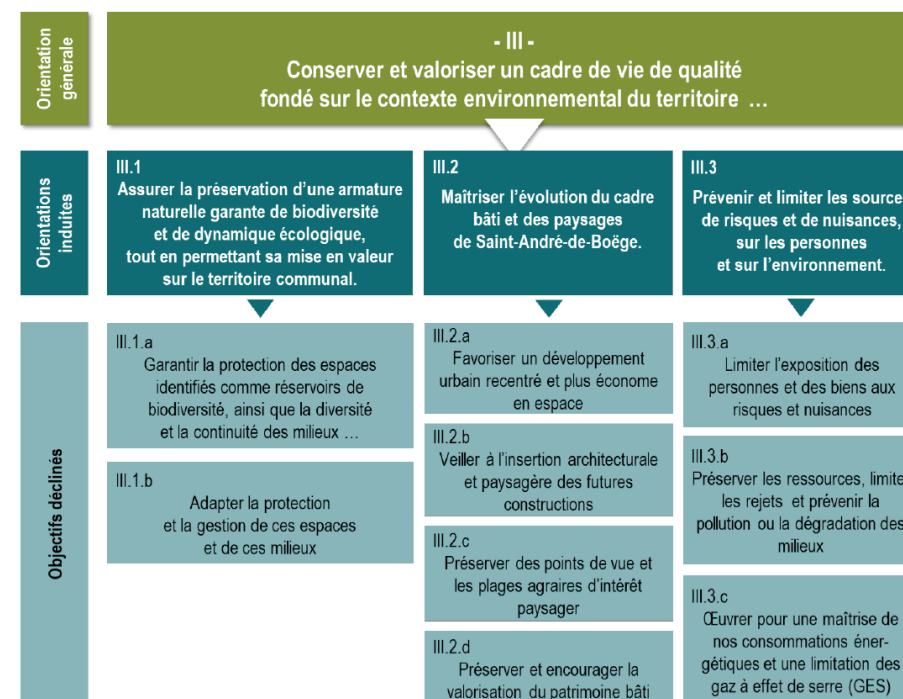 Orientation
générale
- III -
Conserver et valoriser un cadre de vie de qualité
fondé sur le contexte environnemental du territoire …
Orientations
induites
III.1
Assurer la préservation d'une armature
naturelle garante de biodiversité
et de dynamique écologique,
tout en permettant sa mise en valeur
sur le territoire communal.
III.2
Maîtriser l'évolution du cadre
bâti et des paysages
de Saint-André-de-Boëge.
III.3
Prévenir et limiter les source
de risques et de nuisances,
sur les personnes
et sur l'environnement.
Objectifs déclinés
III.1.a
Garantir la protection des espaces
identifiés comme réservoirs de
biodiversité, ainsi que la diversité
et la continuité des milieux …
III.1.b
Adapter la protection
et la gestion de ces espaces
et de ces milieux
III.2.a
Favoriser un développement
urbain recentré et plus économe
en espace
III.2.b
Veiller à l'insertion architecturale
et paysagère des futures
constructions
III.2.c
Préserver des points de vue et
les plages agraires d'intérêt
paysager
III.2.d
Préserver et encourager la
valorisation du patrimoine bâti
III.3.a
Limiter l'exposition des
personnes et des biens aux
risques et nuisances
III.3.b
Préserver les ressources, limite
les rejets et prévenir la
pollution ou la dégradation des
milieux
III.3.c
Œuvrer pour une maîtrise de
nos consommations éner-
gétiques et une limitation des
gaz à effet de serre (GES)